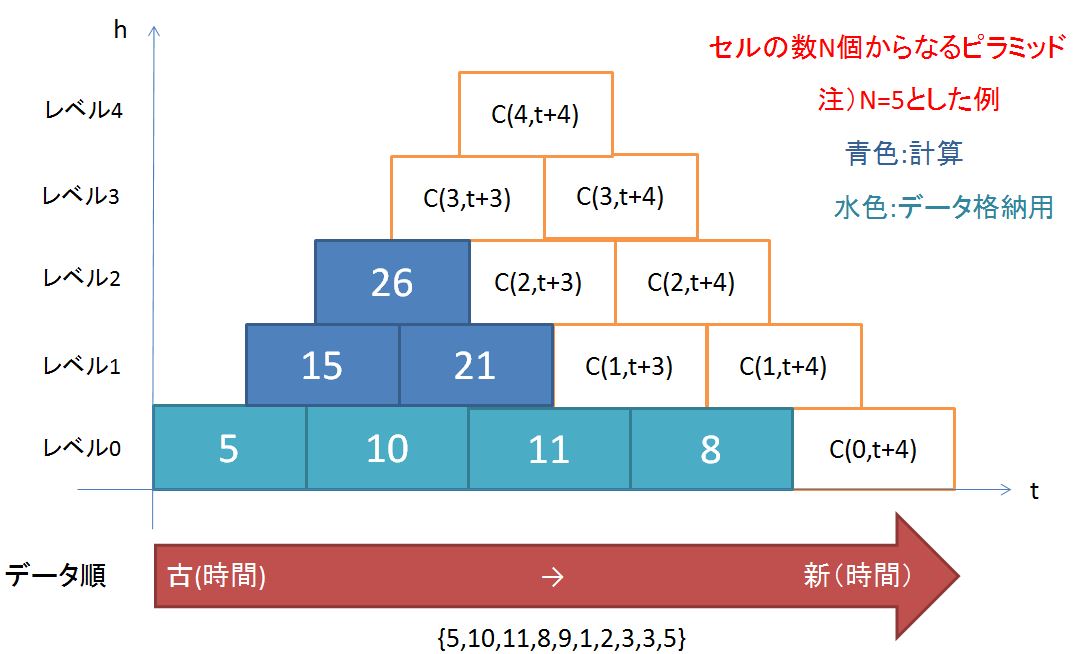 h
セルの数N個からなるピラミッド
注）N=5とした例
青色:計算
水色:データ格納用
レベル4
C(4,t+4)
レベル3
C(3,t+3)
C(3,t+4)
レベル2
26
C(2,t+3)
C(2,t+4)
レベル1
15
21
C(1,t+3)
C(1,t+4)
レベル0
5
10
11
8
C(0,t+4)
t
データ順
古(時間)
→
新（時間）
{5,10,11,8,9,1,2,3,3,5}